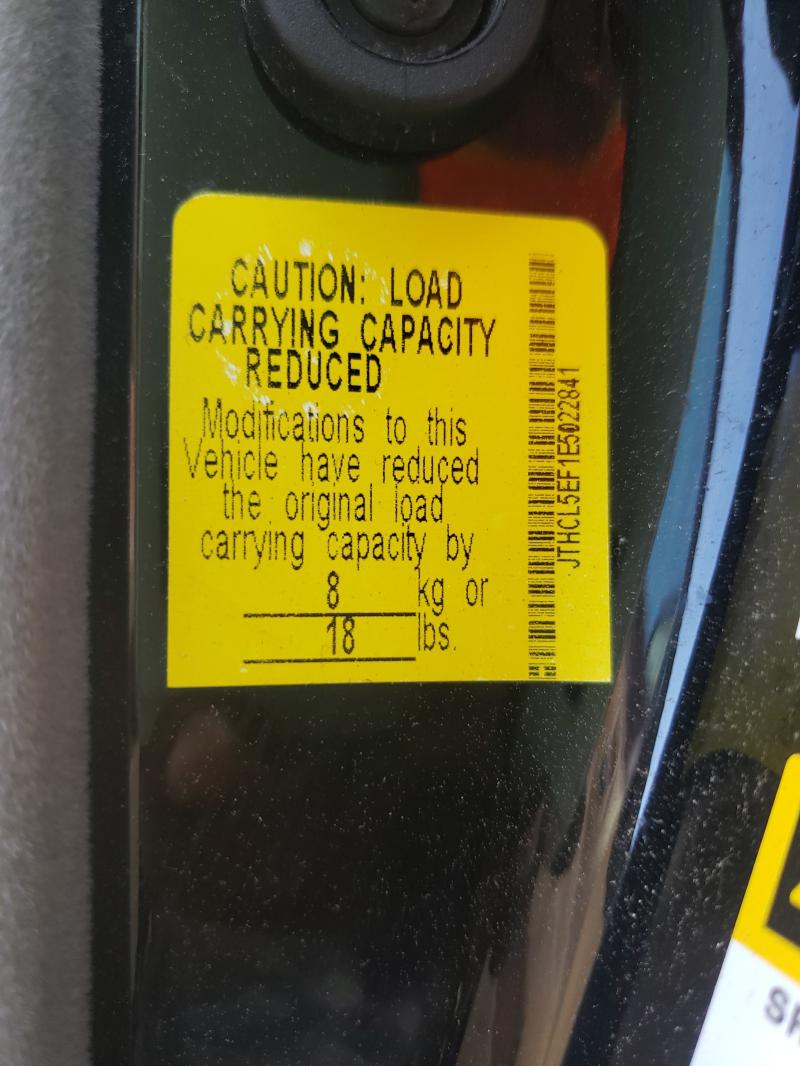 CAUTION: LOAD
CARRYING CAPACITY
REDUCED
Modifications to this
Vehicle have reduced
the original load
carrying capacity by
8 kg or
18 lbs.
JTHCL5EF1E5022841